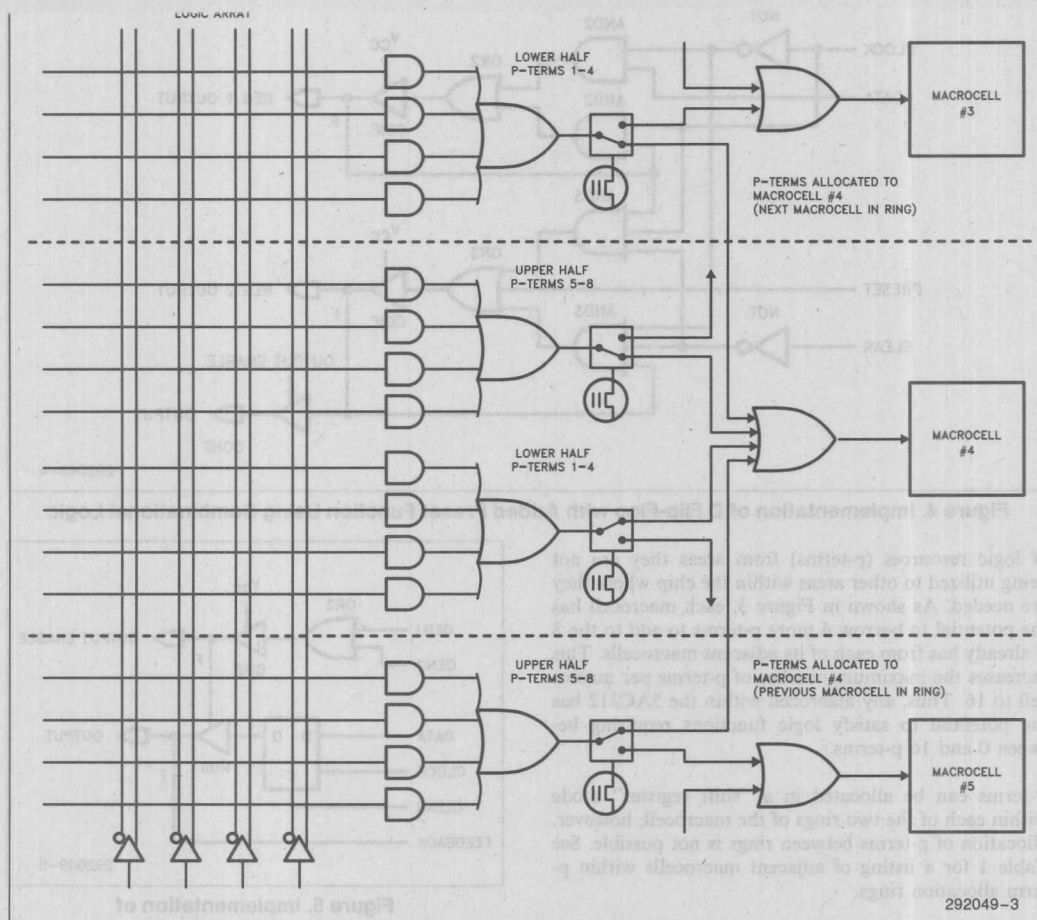 LOGIC ARRAY
LOWER HALF
P-TERMS 1-4
MACROCELL
#3
P-TERMS ALLOCATED TO
MACROCELL #4
(NEXT MACROCELL IN RING)
UPPER HALF
P-TERMS 5-8
LOWER HALF
P-TERMS 1-4
MACROCELL
#4
Figure 4. Implementation of D Flip-Flop with Added Preset Function Using Combinational Logic
logic resources (p-terms) from areas they are not
being utilized to other areas within the chip where they
are needed. As shown in Figure 3, each macrocell has
the potential to borrow 4 more p-terms to add to the 8
already has from each of its adjacent macrocells. This
increases the maximum number of p-terms per
to 16. Thus, any macrocell within the 5AC312 has
the potential to satisfy logic functions requiring be-
tween 0 and 16 p-terms.
terms can be allocated in a "shift register" mode
within each of the two rings of the macrocell; however,
allocation of p-terms between rings is not possible. See
Table 1 for a listing of adjacent macrocells within p-
term allocation rings.
UPPER HALF
P-TERMS 5-8
P-TERMS ALLOCATED TO
MACROCELL #4
(PREVIOUS MACROCELL IN RING)
MACROCELL
#5
Figure 5. Implementation of
292049-3